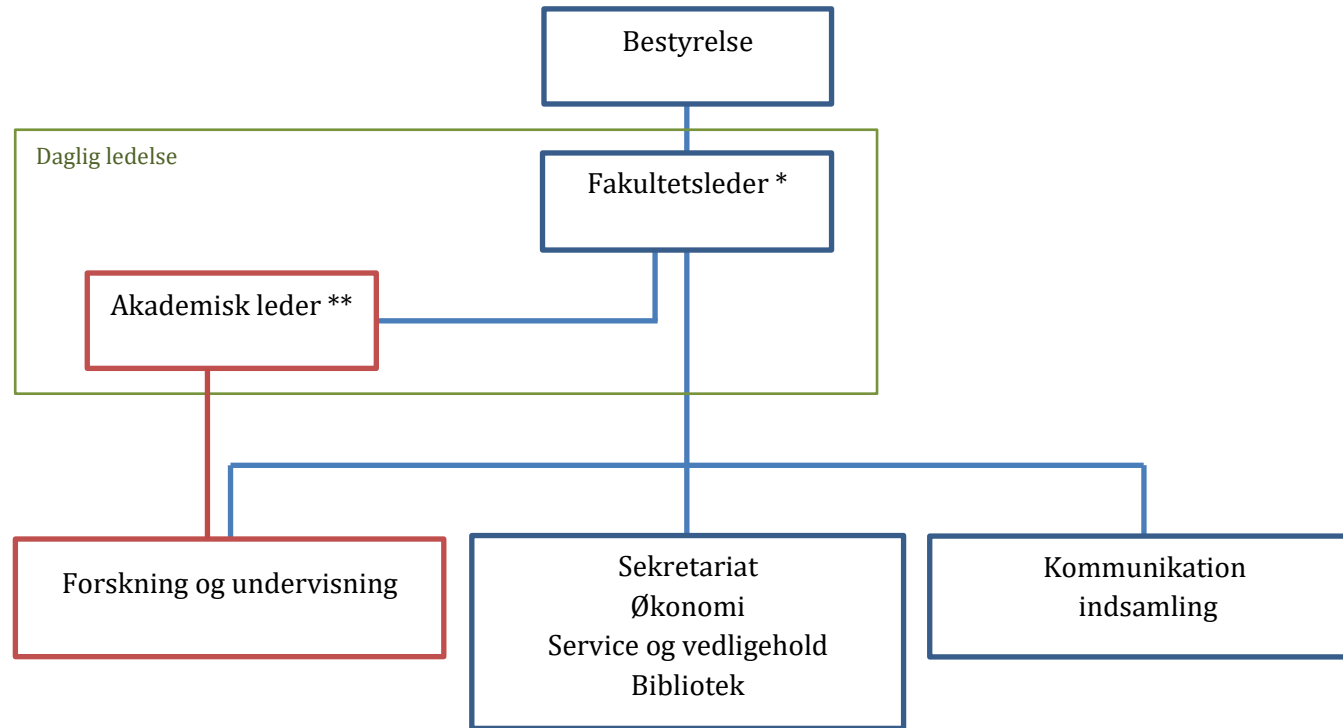 Bestyrelse
Daglig ledelse
Fakultetsleder *
Akademisk leder **
Forskning og undervisning
Sekretariat
Økonomi
Service og vedligehold
Bibliotek
Kommunikation
indsamling